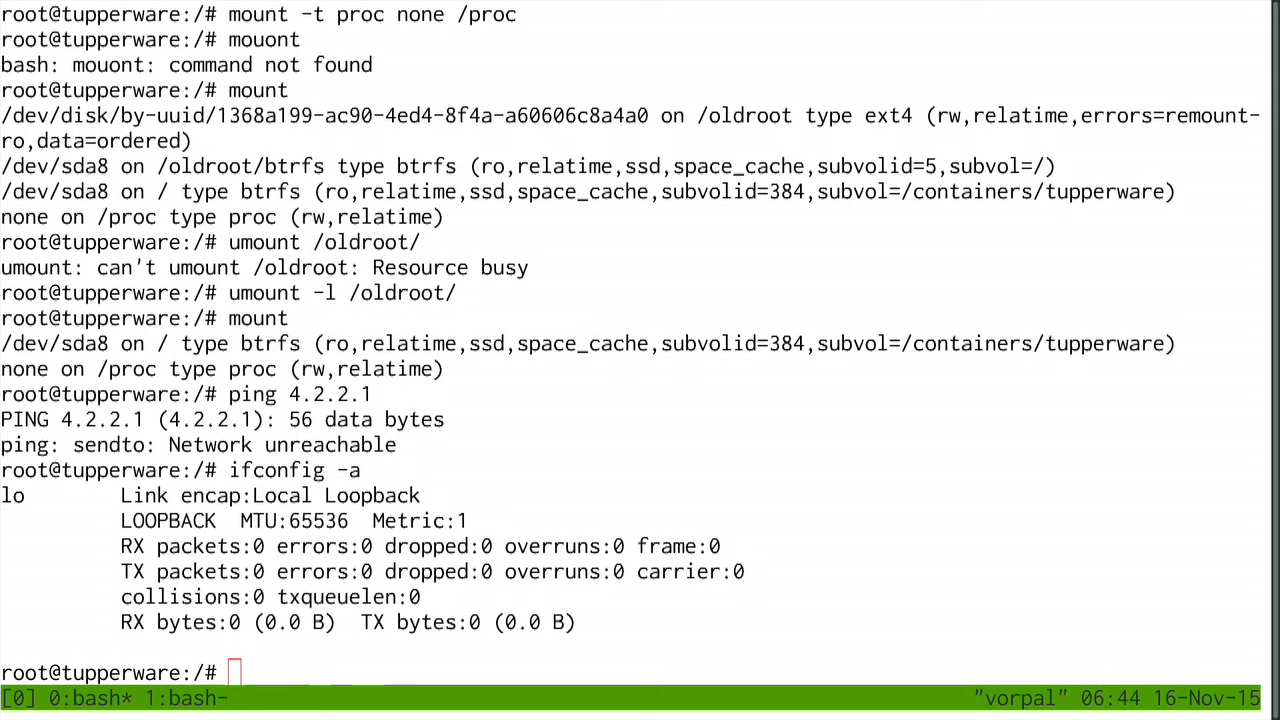 root@tupperware:/# mount -t proc none /proc
root@tupperware:/# mouont
bash: mouont: command not found
root@tupperware:/# mount
/dev/disk/by-uuid/1368a199-ac90-4ed4-8f4a-a60606c8a4a0 on /oldroot type ext4 (rw,relatime,errors=remount-
ro,data=ordered)
/dev/sda8 on /oldroot/btrfs type btrfs (ro,relatime,ssd,space_cache,subvolid=5,subvol=/)
/dev/sda8 on / type btrfs (ro,relatime,ssd,space_cache,subvolid=384,subvol=/containers/tupperware)
none on /proc type proc (rw,relatime)
root@tupperware:/# umount /oldroot/
umount: can't umount /oldroot: Resource busy
root@tupperware:/# umount -l /oldroot/
root@tupperware:/# mount
/dev/sda8 on / type btrfs (ro,relatime,ssd,space_cache,subvolid=384,subvol=/containers/tupperware)
none on /proc type proc (rw,relatime)
root@tupperware:/# ping 4.2.2.1
PING 4.2.2.1 (4.2.2.1): 56 data bytes
ping: sendto: Network unreachable
root@tupperware:/# ifconfig -a
lo        Link encap:Local Loopback
          LOOPBACK  MTU:65536  Metric:1
          RX packets:0 errors:0 dropped:0 overruns:0 frame:0
          TX packets:0 errors:0 dropped:0 overruns:0 carrier:0
          collisions:0 txqueuelen:0
          RX bytes:0 (0.0 B)  TX bytes:0 (0.0 B)
root@tupperware:/#
[0] 0:bash* 1:bash- "vorpal" 06:44 16-Nov-15